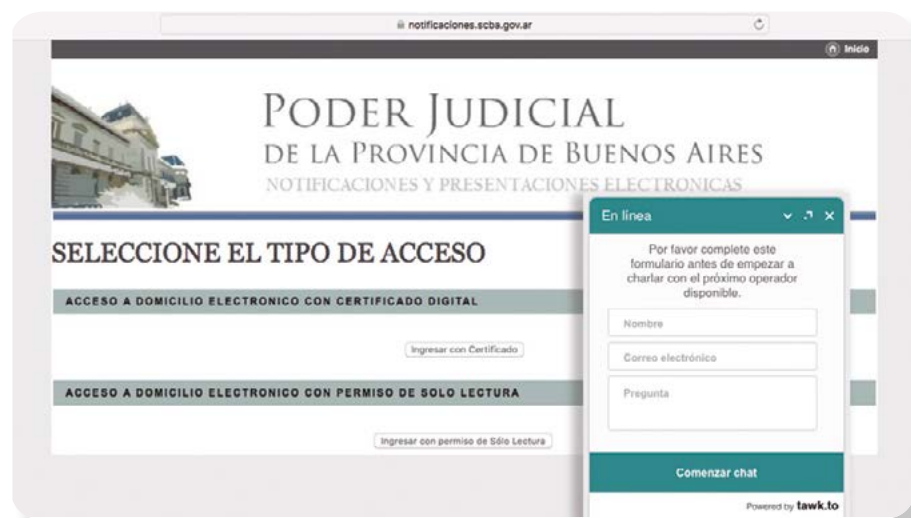 notificaciones.scba.gov.ar
Inicio
PODER JUDICIAL
DE LA PROVINCIA DE BUENOS AIRES
NOTIFICACIONES Y PRESENTACIONES ELECTRONICAS
SELECCIONE EL TIPO DE ACCESO
ACCESO A DOMICILIO ELECTRONICO CON CERTIFICADO DIGITAL
Ingresar con Certificado
ACCESO A DOMICILIO ELECTRONICO CON PERMISO DE SOLO LECTURA
Ingresar con permiso de Sólo Lectura
En línea
Por favor complete este
formulario antes de empezar a
charlar con el próximo operador
disponible.
Nombre
Correo electrónico
Pregunta
Comenzar chat
Powered by tawk.to